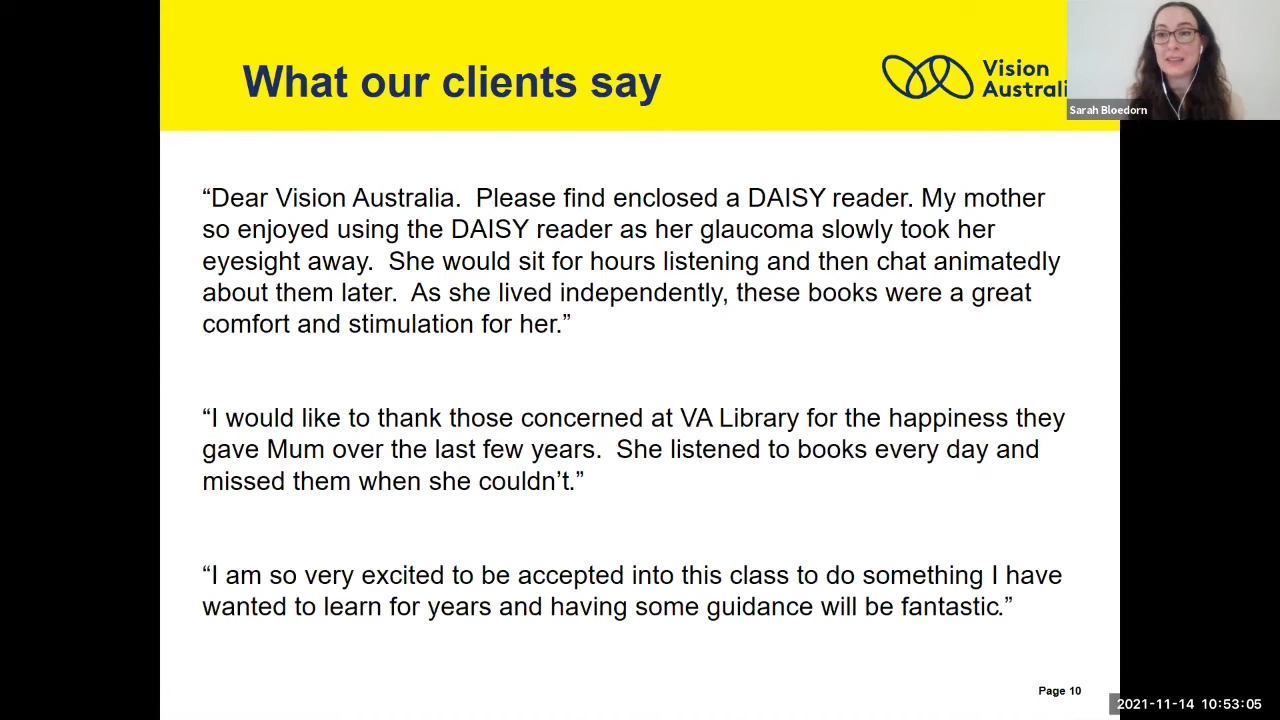 What our clients say
Vision
Australi
Sarah Bloedorn
“Dear Vision Australia.  Please find enclosed a DAISY reader. My mother
so enjoyed using the DAISY reader as her glaucoma slowly took her
eyesight away.  She would sit for hours listening and then chat animatedly
about them later.  As she lived independently, these books were a great
comfort and stimulation for her.”
“I would like to thank those concerned at VA Library for the happiness they
gave Mum over the last few years.  She listened to books every day and
missed them when she couldn’t.”
“I am so very excited to be accepted into this class to do something I have
wanted to learn for years and having some guidance will be fantastic.”
Page 10
2021-11-14 10:53:05